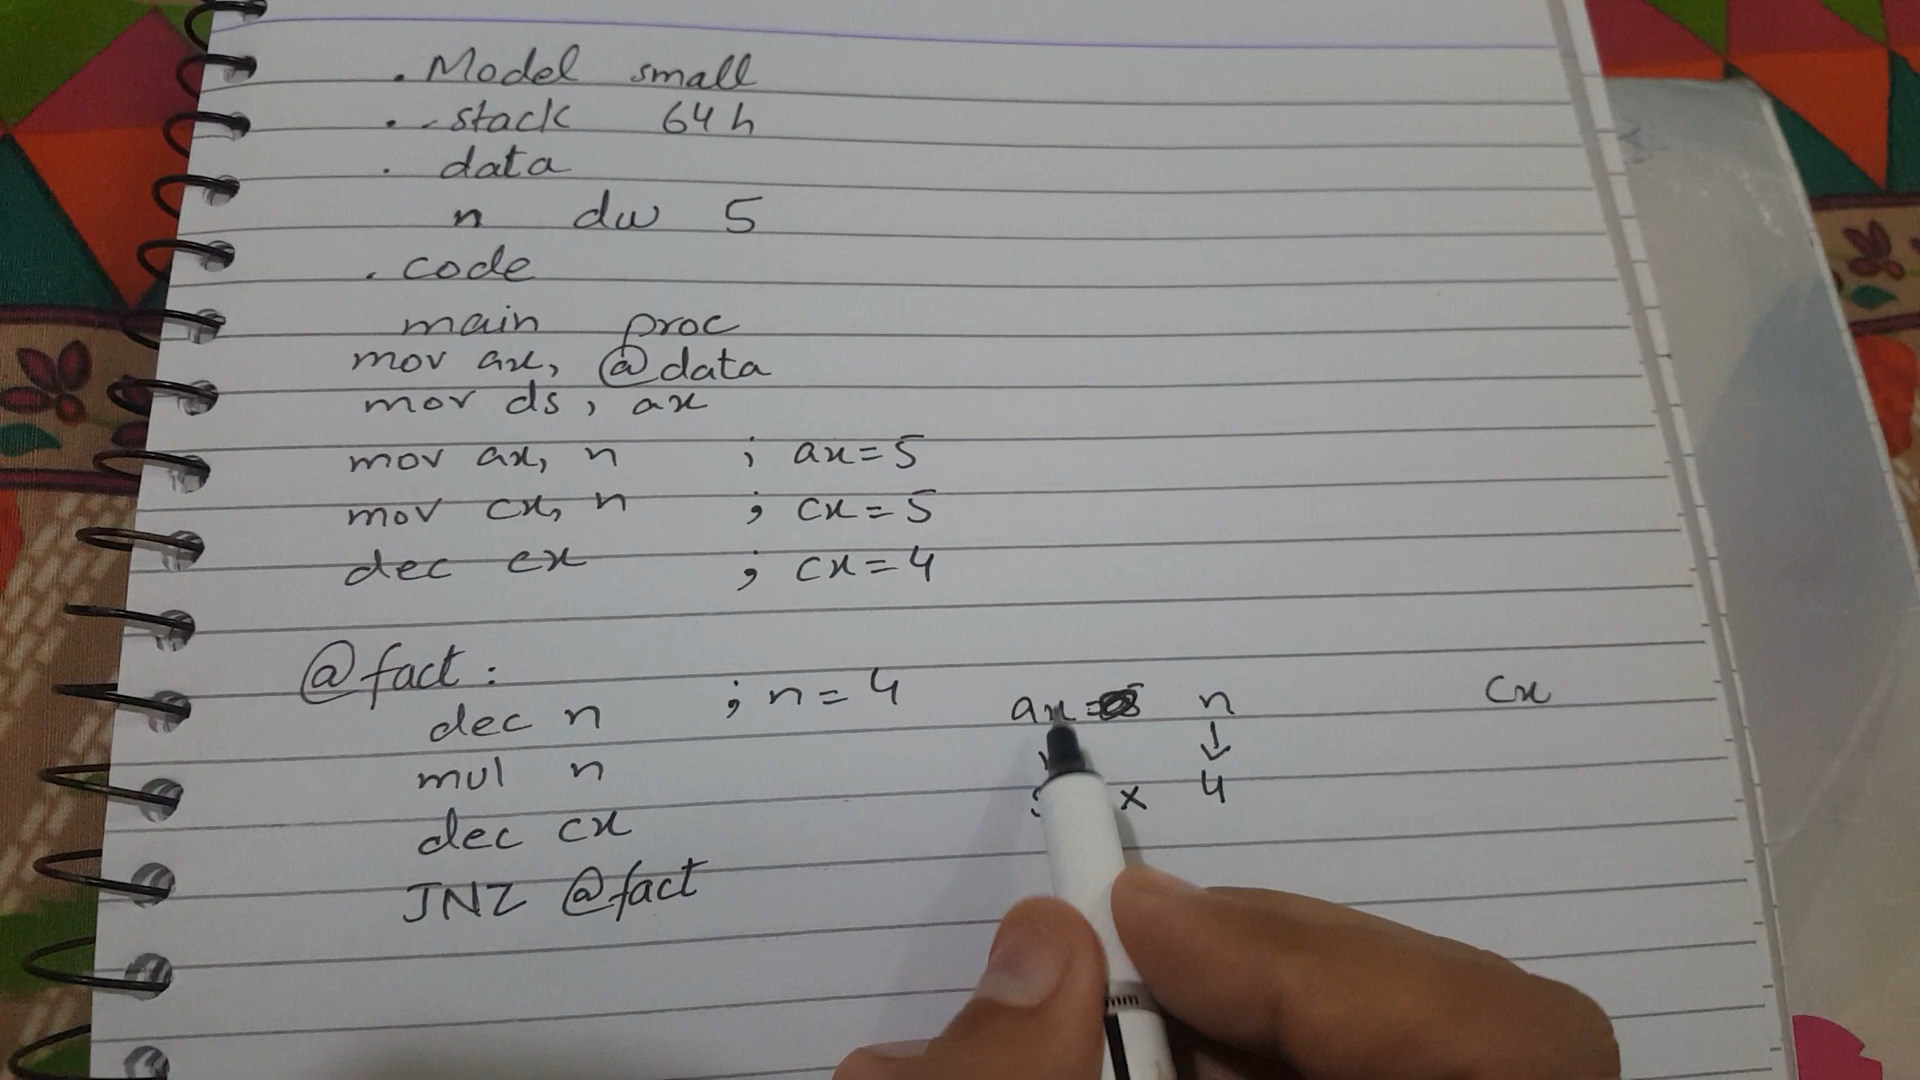 . Model small
. stack 64h
. data
n dw 5
. code
main proc
mov ax, @data
mov ds, ax
mov ax, n ; ax=5
mov cx, n ; cx=5
dec cx ; cx=4
@fact:
dec n ; n=4
mul n
dec cx
JNZ @fact
ax= n cx
↓
x 4